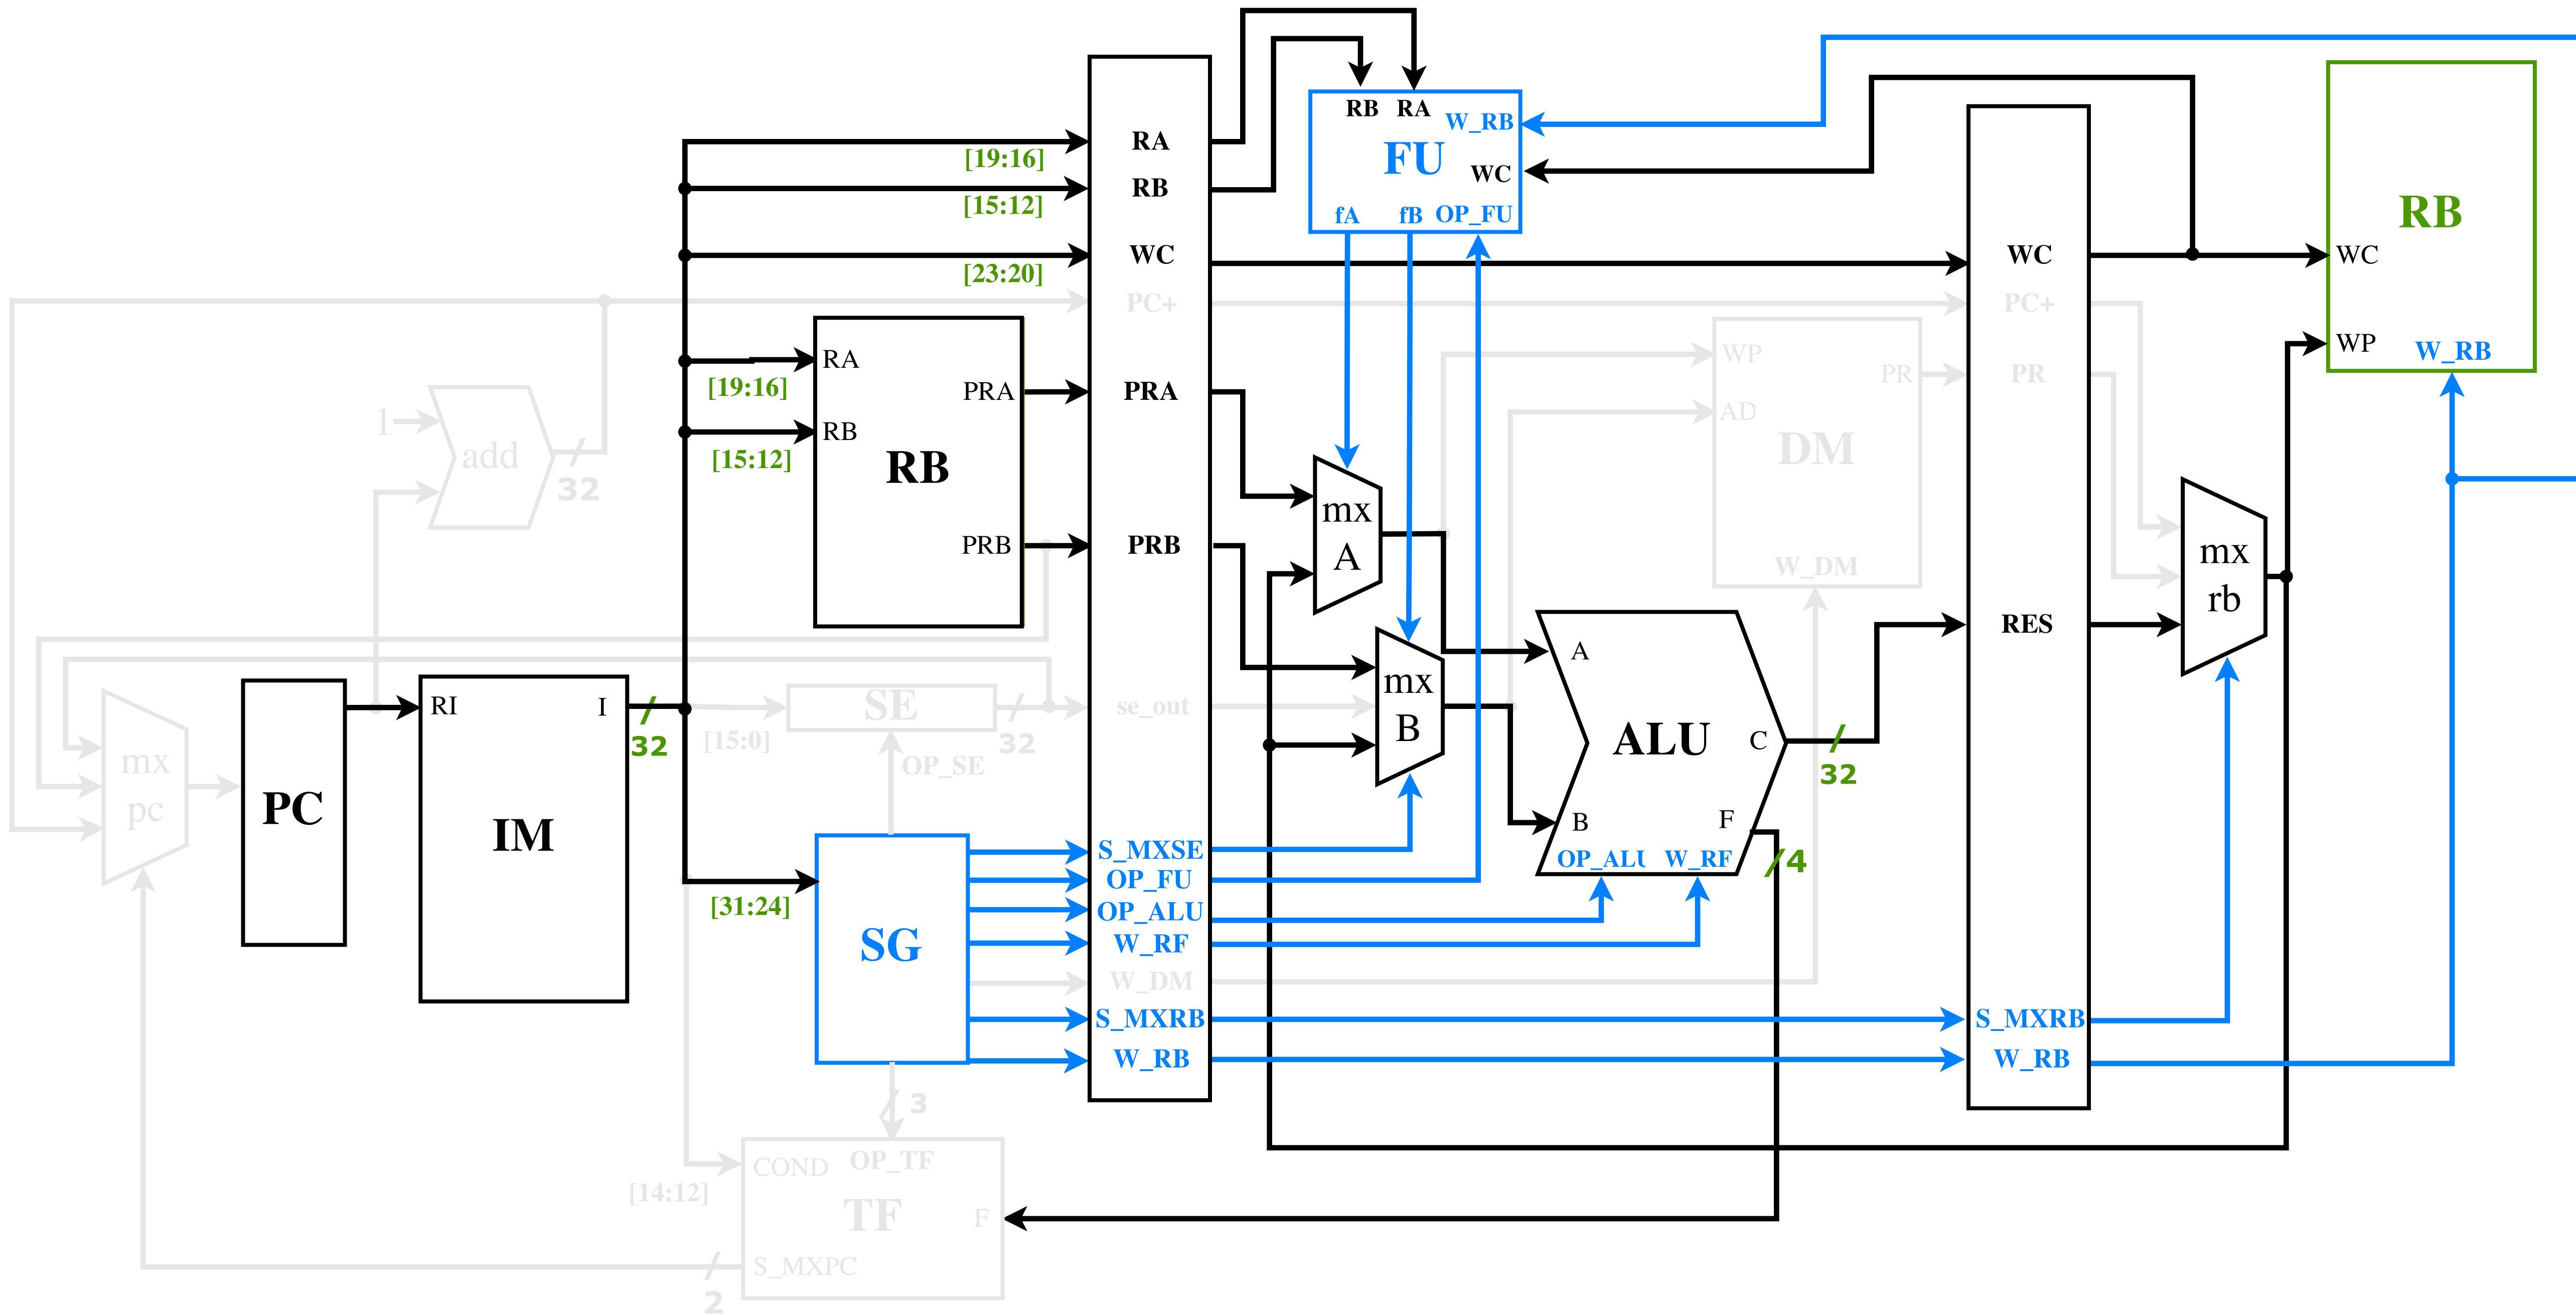 RB RA
W_RB
FU
WC
fA fB OP_FU
RA
[19:16]
RB
[15:12]
WC
[23:20]
PC+
RA
[19:16]
RB
[15:12]
PRA
PRB
RB
PRA
PRB
1
add
32
mx
pc
PC
RI I
IM
32
[15:0]
SE
32
se_out
OP_SE
[31:24]
SG
S_MXSE
OP_FU
OP_ALU
W_RF
W_DM
S_MXRB
W_RB
3
COND OP_TF
[14:12]
TF
F
S_MXPC
2
mx
A
mx
B
A
ALU
C
B
F
OP_ALU W_RF
32
4
WP
PR
AD
DM
W_DM
WC
PC+
PR
RES
S_MXRB
W_RB
mx
rb
RB
WC
WP
W_RB